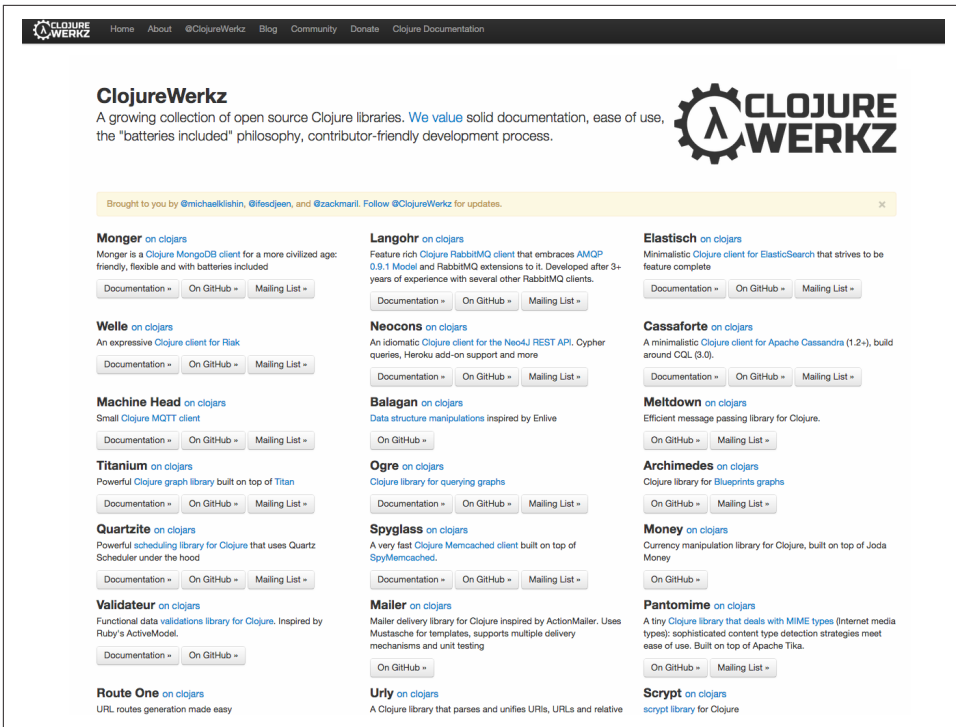 CLOJURE
WERKZ
Home About @ClojureWerkz Blog Community Donate Clojure Documentation
ClojureWerkz
A growing collection of open source Clojure libraries. We value solid documentation, ease of use,
the "batteries included" philosophy, contributor-friendly development process.
CLOJURE
WERKZ
Brought to you by @michaelklishin, @ifesdjeen, and @zackmaril. Follow @ClojureWerkz for updates.
×
Monger on clojars
Monger is a Clojure MongoDB client for a more civilized age:
friendly, flexible and with batteries included
Documentation » On GitHub » Mailing List »
Langohr on clojars
Feature rich Clojure RabbitMQ client that embraces AMQP
0.9.1 Model and RabbitMQ extensions to it. Developed after 3+
years of experience with several other RabbitMQ clients.
Documentation » On GitHub » Mailing List »
Elastisch on clojars
Minimalistic Clojure client for ElasticSearch that strives to be
feature complete
Documentation » On GitHub » Mailing List »
Welle on clojars
An expressive Clojure client for Riak
Documentation » On GitHub » Mailing List »
Neocons on clojars
An idiomatic Clojure client for the Neo4J REST API. Cypher
queries, Heroku add-on support and more
Documentation » On GitHub » Mailing List »
Cassaforte on clojars
A minimalistic Clojure client for Apache Cassandra (1.2+), build
around CQL (3.0).
Documentation » On GitHub » Mailing List »
Machine Head on clojars
Small Clojure MQTT client
Documentation » On GitHub » Mailing List »
Balagan on clojars
Data structure manipulations inspired by Enlive
On GitHub »
Meltdown on clojars
Efficient message passing library for Clojure.
On GitHub » Mailing List »
Titanium on clojars
Powerful Clojure graph library built on top of Titan
Documentation » On GitHub » Mailing List »
Ogre on clojars
Clojure library for querying graphs
Documentation » On GitHub » Mailing List »
Archimedes on clojars
Clojure library for Blueprints graphs
On GitHub » Mailing List »
Quartzite on clojars
Powerful scheduling library for Clojure that uses Quartz
Scheduler under the hood
Documentation » On GitHub » Mailing List »
Spyglass on clojars
A very fast Clojure Memcached client built on top of
SpyMemcached.
Documentation » On GitHub » Mailing List »
Money on clojars
Currency manipulation library for Clojure, built on top of Joda
Money
On GitHub »
Validateur on clojars
Functional data validations library for Clojure. Inspired by
Ruby's ActiveModel.
Documentation » On GitHub »
Mailer on clojars
Mailer delivery library for Clojure inspired by ActionMailer. Uses
Mustasche for templates, supports multiple delivery
mechanisms and unit testing
On GitHub »
Pantomime on clojars
A tiny Clojure library that deals with MIME types (Internet media
types): sophisticated content type detection strategies meet
ease of use. Built on top of Apache Tika.
On GitHub » Mailing List »
Route One on clojars
URL routes generation made easy
Urly on clojars
A Clojure library that parses and unifies URIs, URLs and relative
Scrypt on clojars
scrypt library for Clojure